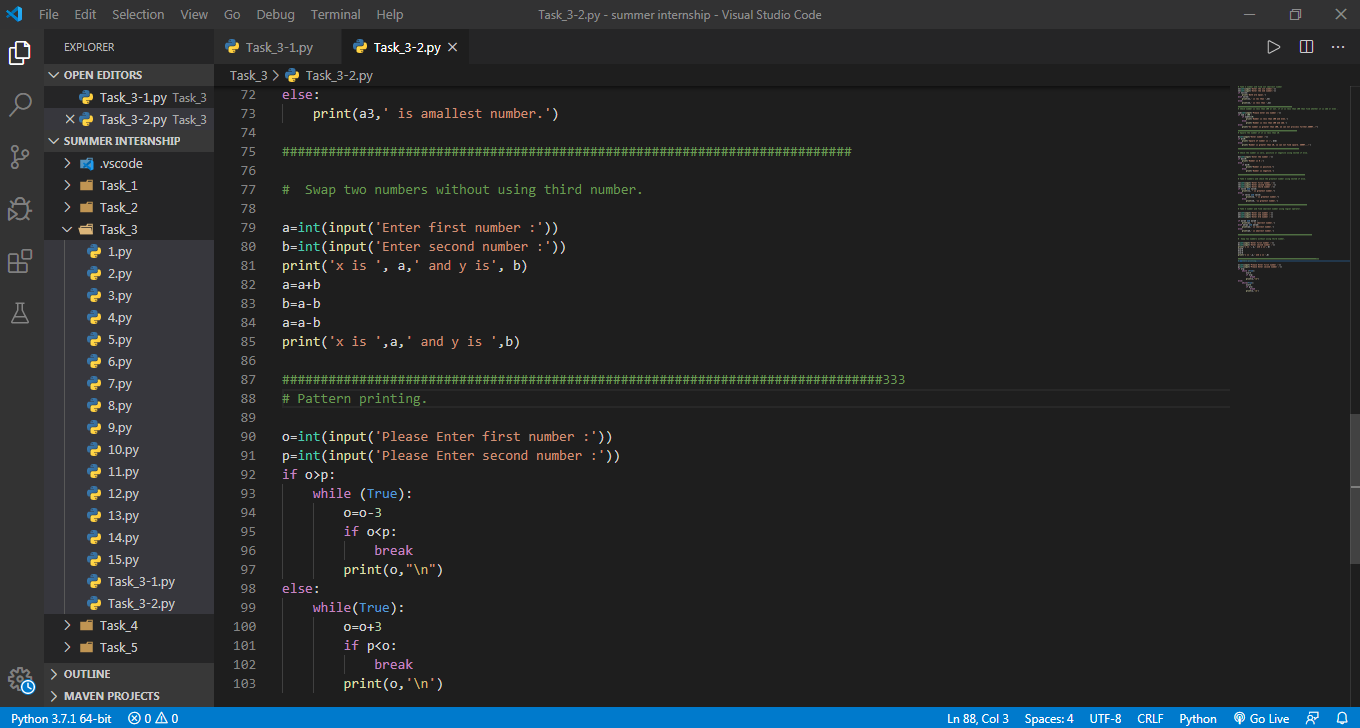 File Edit Selection View Go Debug Terminal Help Task_3-2.py - summer internship - Visual Studio Code
EXPLORER
OPEN EDITORS
Task_3-1.py Task_3
Task_3-2.py Task_3
SUMMER INTERNSHIP
.vscode
Task_1
Task_2
Task_3
1.py
2.py
3.py
4.py
5.py
6.py
7.py
8.py
9.py
10.py
11.py
12.py
13.py
14.py
15.py
Task_3-1.py
Task_3-2.py
Task_4
Task_5
OUTLINE
MAVEN PROJECTS
Task_3-1.py Task_3-2.py
Task_3 > Task_3-2.py
72 else:
73     print(a3,' is amallest number.')
74
75 ##########################################################################
76
77 #  Swap two numbers without using third number.
78
79 a=int(input('Enter first number :'))
80 b=int(input('Enter second number :'))
81 print('x is ', a,' and y is', b)
82 a=a+b
83 b=a-b
84 a=a-b
85 print('x is ',a,' and y is ',b)
86
87 ##############################################################################333
88 # Pattern printing.
89
90 o=int(input('Please Enter first number :'))
91 p=int(input('Please Enter second number :'))
92 if o>p:
93     while (True):
94         o=o-3
95         if o<p:
96             break
97         print(o,"\n")
98 else:
99     while(True):
100         o=o+3
101         if p<o:
102             break
103         print(o,'\n')
Python 3.7.1 64-bit 0 0 Ln 88, Col 3 Spaces: 4 UTF-8 CRLF Python Go Live